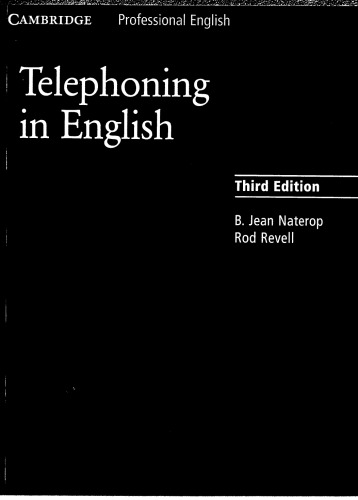 CAMBRIDGE Professional English
Telephoning
in English
Third Edition
B. Jean Naterop
Rod Revell